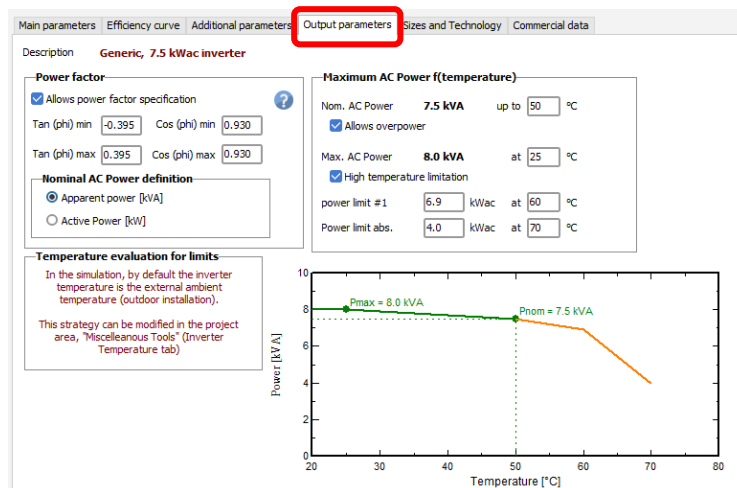 Main parameters Efficiency curve Additional parameters Output parameters Sizes and Technology Commercial data
Description Generic, 7.5 kWac inverter
Power factor
Allows power factor specification ?
Tan (phi) min -0.395 Cos (phi) min 0.930
Tan (phi) max 0.395 Cos (phi) max 0.930
Nominal AC Power definition
Apparent power [kVA]
Active Power [kW]
Maximum AC Power f(temperature)
Nom. AC Power 7.5 kVA up to 50 °C
Allows overpower
Max. AC Power 8.0 kVA at 25 °C
High temperature limitation
power limit #1 6.9 kWac at 60 °C
Power limit abs. 4.0 kWac at 70 °C
Temperature evaluation for limits
In the simulation, by default the inverter
temperature is the external ambient
temperature (outdoor installation).
This strategy can be modified in the project
area, "Miscelleanous Tools" (Inverter
Temperature tab)
10
8
6
4
2
0
Power [kVA]
Pmax = 8.0 kVA
Pnom = 7.5 kVA
20 30 40 50 60 70 80
Temperature [°C]